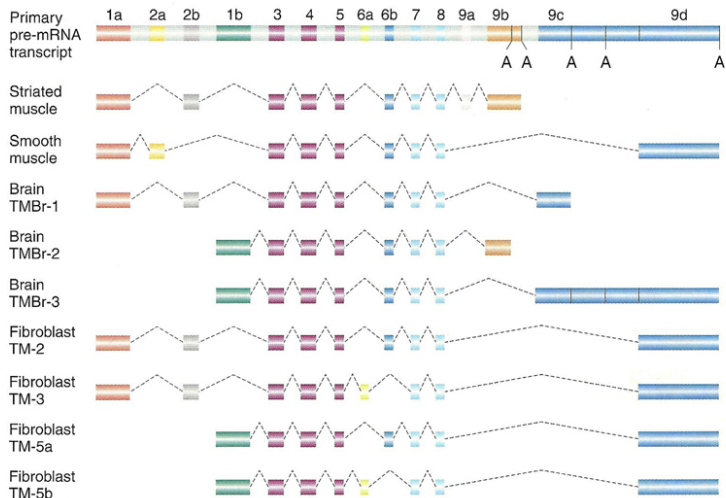 Primary
pre-mRNA
transcript
1a 2a 2b 1b 3 4 5 6a 6b 7 8 9a 9b 9c 9d
A A A A A
Striated
muscle
Smooth
muscle
Brain
TMBr-1
Brain
TMBr-2
Brain
TMBr-3
Fibroblast
TM-2
Fibroblast
TM-3
Fibroblast
TM-5a
Fibroblast
TM-5b